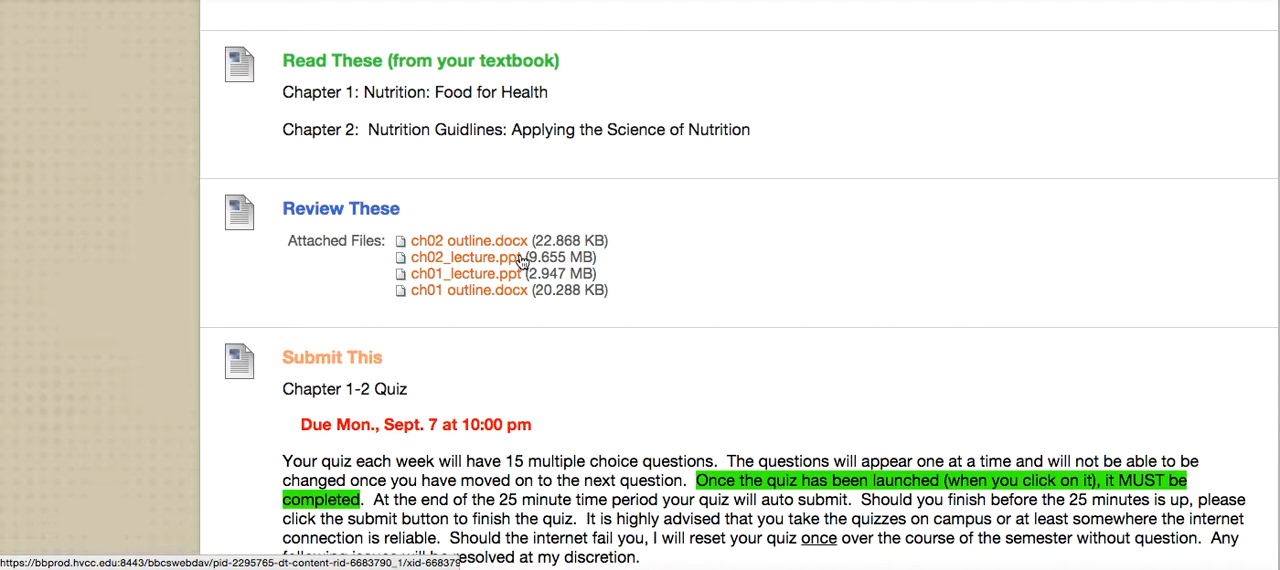 Read These (from your textbook)
Chapter 1: Nutrition: Food for Health
Chapter 2:  Nutrition Guidlines: Applying the Science of Nutrition
Review These
Attached Files: ch02 outline.docx (22.868 KB)
ch02_lecture.ppt (9.655 MB)
ch01_lecture.ppt (2.947 MB)
ch01 outline.docx (20.288 KB)
Submit This
Chapter 1-2 Quiz
Due Mon., Sept. 7 at 10:00 pm
Your quiz each week will have 15 multiple choice questions.  The questions will appear one at a time and will not be able to be
changed once you have moved on to the next question.  Once the quiz has been launched (when you click on it), it MUST be
completed.  At the end of the 25 minute time period your quiz will auto submit.  Should you finish before the 25 minutes is up, please
click the submit button to finish the quiz.  It is highly advised that you take the quizzes on campus or at least somewhere the internet
connection is reliable.  Should the internet fail you, I will reset your quiz once over the course of the semester without question.  Any
following issues will be resolved at my discretion.
https://bbprod.hvcc.edu:8443/bbcswebdav/pid-2295765-dt-content-rid-6683790_1/xid-668379